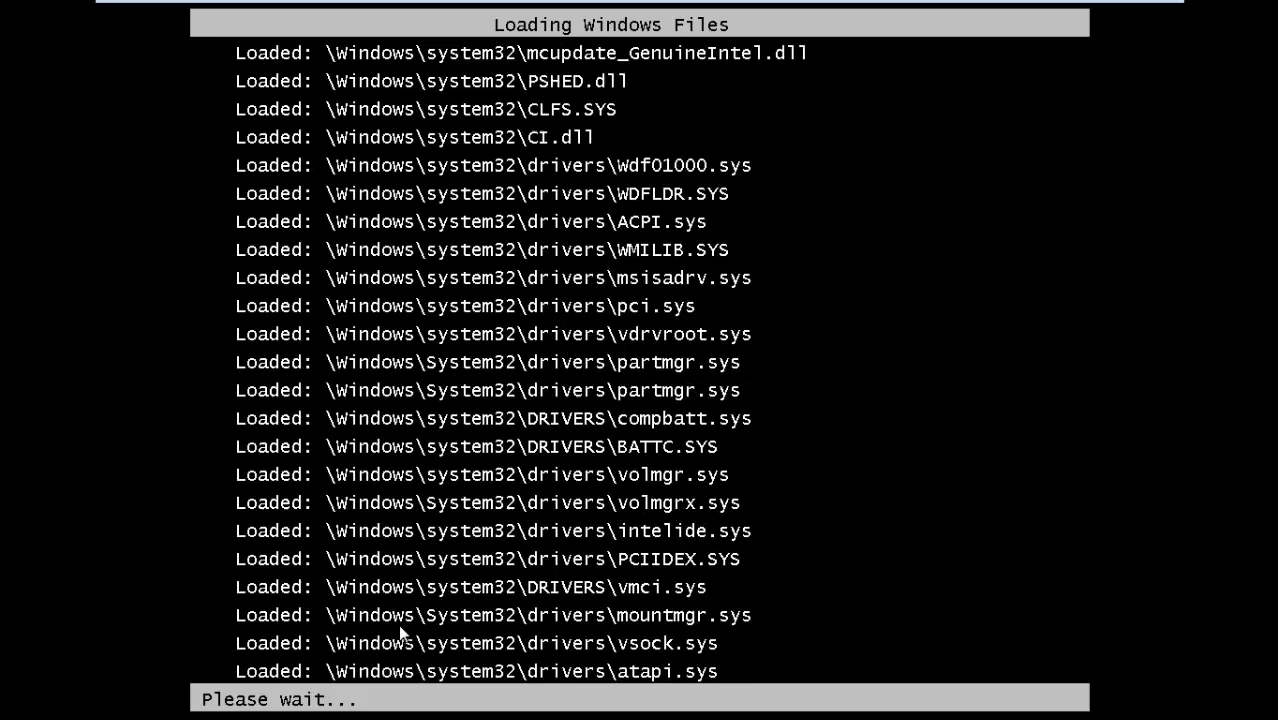 Loading Windows Files
Loaded: \Windows\system32\mcupdate_GenuineIntel.dll
Loaded: \Windows\system32\PSHED.dll
Loaded: \Windows\system32\CLFS.SYS
Loaded: \Windows\system32\CI.dll
Loaded: \Windows\system32\drivers\Wdf01000.sys
Loaded: \Windows\system32\drivers\WDFLDR.SYS
Loaded: \Windows\system32\drivers\ACPI.sys
Loaded: \Windows\system32\drivers\WMILIB.SYS
Loaded: \Windows\system32\drivers\msisadrv.sys
Loaded: \Windows\system32\drivers\pci.sys
Loaded: \Windows\system32\drivers\vdrvroot.sys
Loaded: \Windows\System32\drivers\partmgr.sys
Loaded: \Windows\System32\drivers\partmgr.sys
Loaded: \Windows\system32\DRIVERS\compbatt.sys
Loaded: \Windows\system32\DRIVERS\BATTC.SYS
Loaded: \Windows\system32\drivers\volmgr.sys
Loaded: \Windows\System32\drivers\volmgrx.sys
Loaded: \Windows\system32\drivers\intelide.sys
Loaded: \Windows\system32\drivers\PCIIDEX.SYS
Loaded: \Windows\system32\DRIVERS\vmci.sys
Loaded: \Windows\System32\drivers\mountmgr.sys
Loaded: \Windows\system32\drivers\vsock.sys
Loaded: \Windows\system32\drivers\atapi.sys
Please wait...